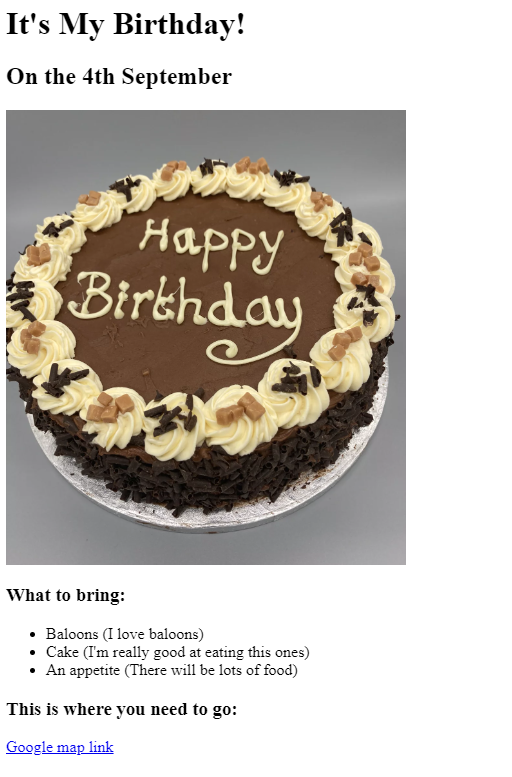 It's My Birthday!
On the 4th September
Happy
Birthday
What to bring:
Baloons (I love baloons)
Cake (I'm really good at eating this ones)
An appetite (There will be lots of food)
This is where you need to go:
Google map link